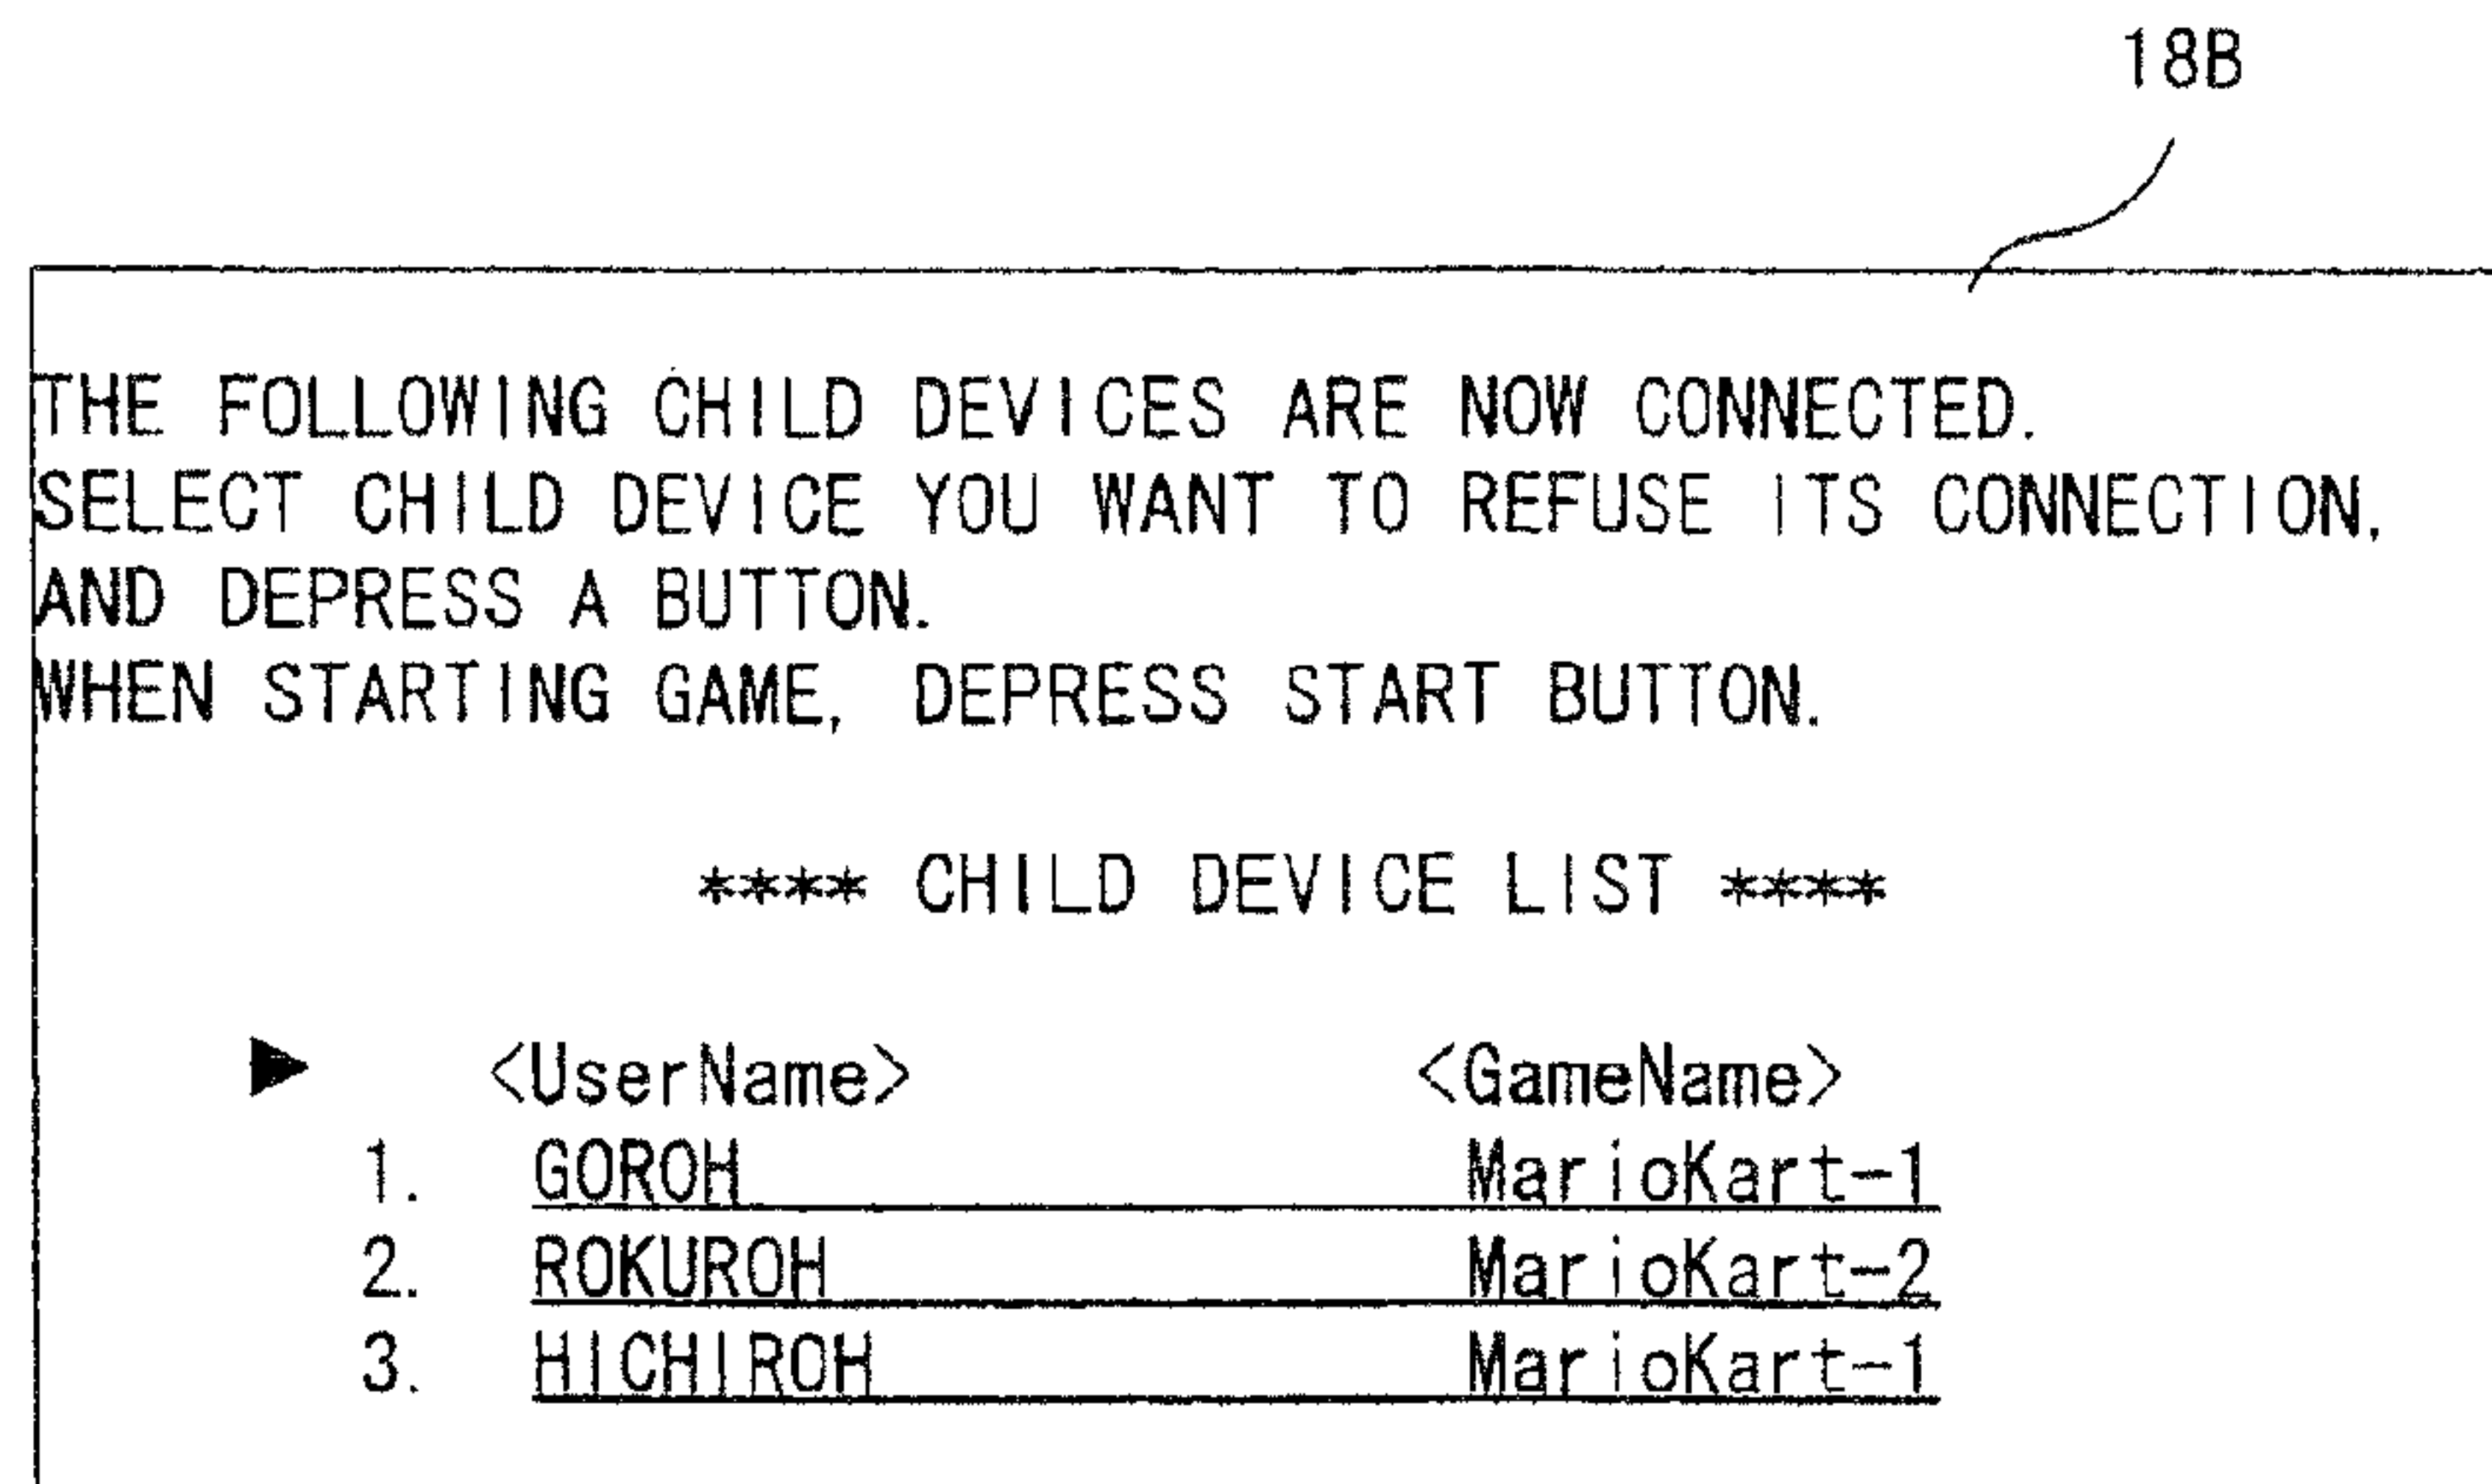 18B
THE FOLLOWING CHILD DEVICES ARE NOW CONNECTED.
SELECT CHILD DEVICE YOU WANT TO REFUSE ITS CONNECTION,
AND DEPRESS A BUTTON.
WHEN STARTING GAME, DEPRESS START BUTTON.
**** CHILD DEVICE LIST ****
▶ <UserName> <GameName>
1. GOROH MarioKart-1
2. ROKUROH MarioKart-2
3. HICHIROH MarioKart-1